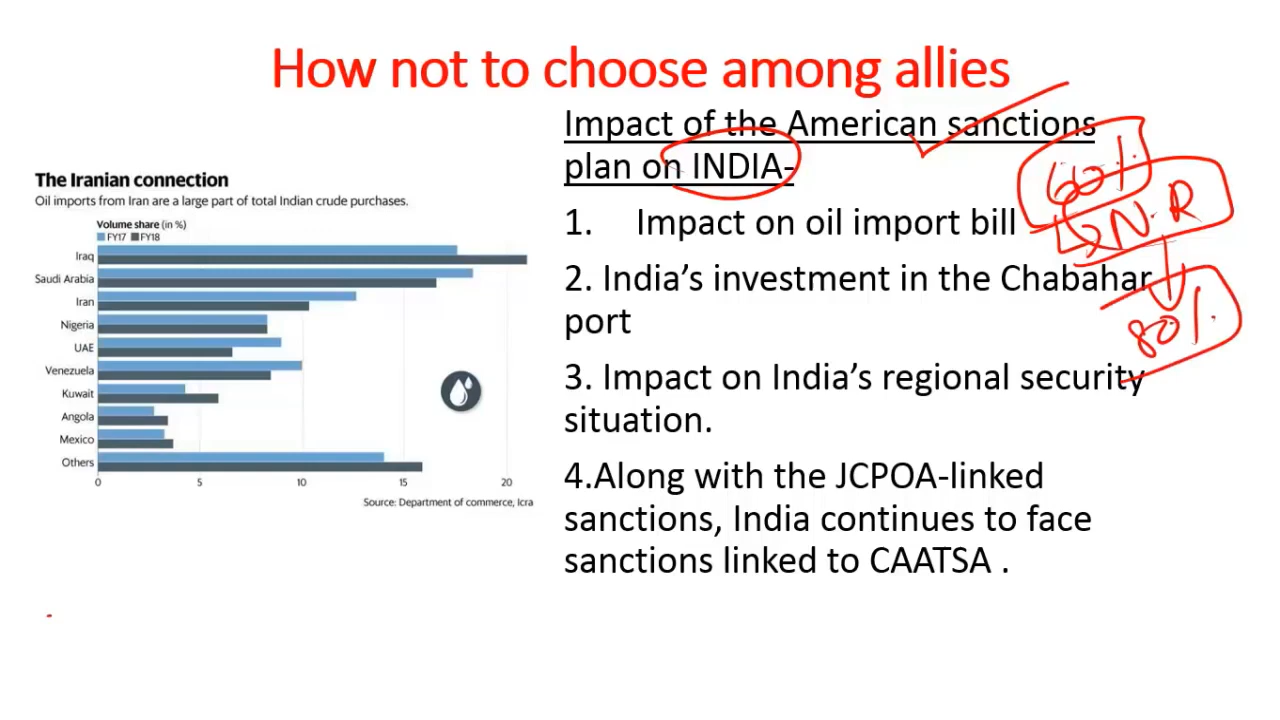 How not to choose among allies
Impact of the American sanctions
plan on INDIA-
1. Impact on oil import bill
2. India’s investment in the Chabahar
port
3. Impact on India’s regional security
situation.
4.Along with the JCPOA-linked
sanctions, India continues to face
sanctions linked to CAATSA .
60%
N.R
80%.
The Iranian connection
Oil imports from Iran are a large part of total Indian crude purchases.
Volume share (in %)
FY17 FY18
Iraq
Saudi Arabia
Iran
Nigeria
UAE
Venezuela
Kuwait
Angola
Mexico
Others
0 5 10 15 20
Source: Department of commerce, Icra